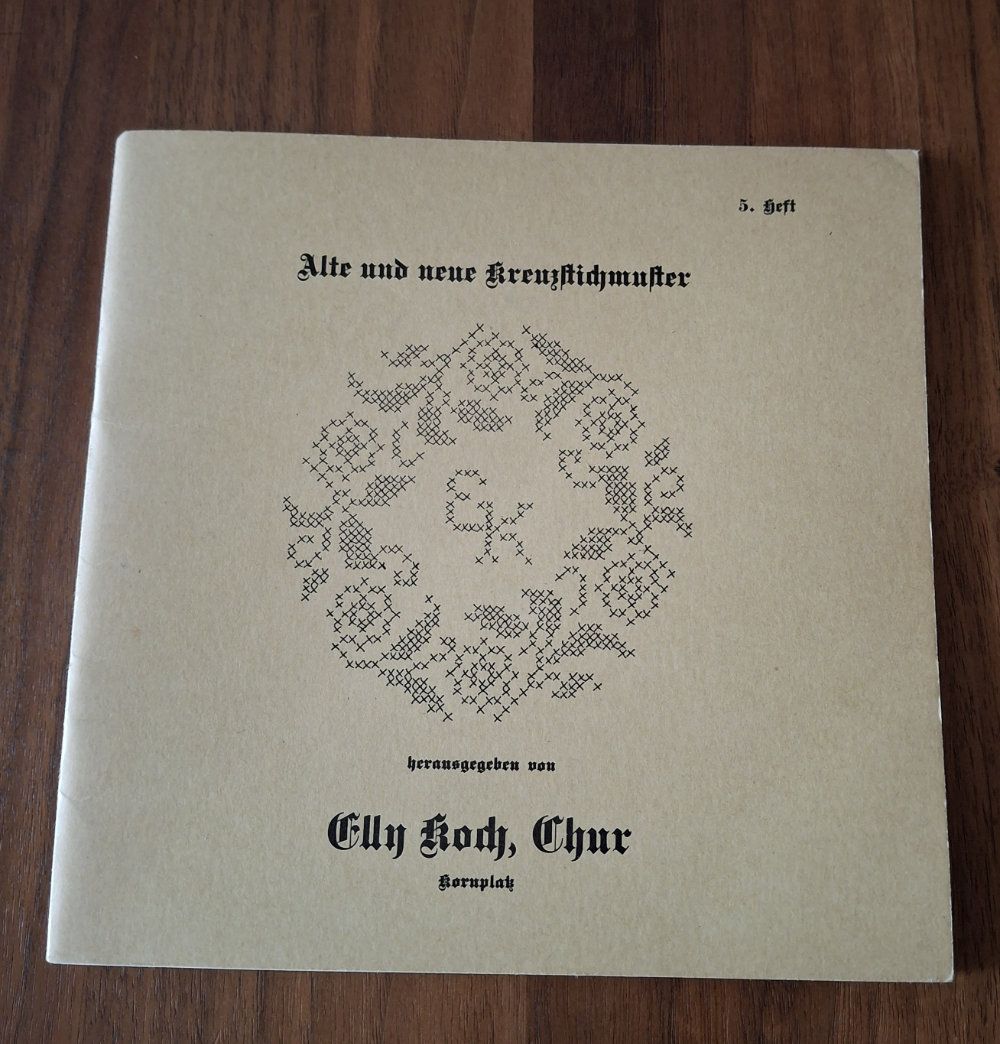 5. Heft
Alte und neue Kreuzstichmuster
EK
herausgegeben von
Elly Koch, Chur
Kornplatz